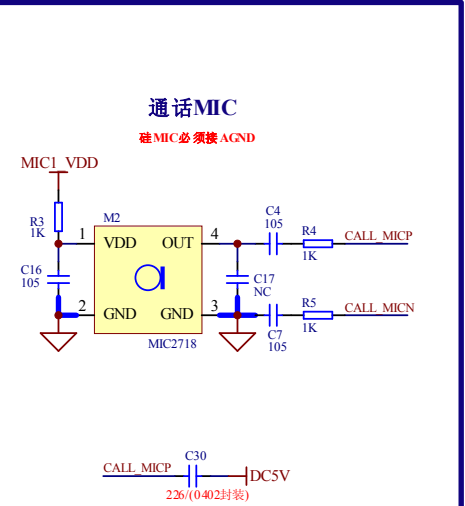 通话MIC
硅MIC必须接AGND
MIC1_VDD
R3
1K
C16
105
M2
1
VDD
OUT
4
2
GND
GND
3
MIC2718
C4
105
R4
1K
CALL_MICP
C17
NC
C7
105
R5
1K
CALL_MICN
C30
CALL_MICP
DC5V
226/(0402封装)